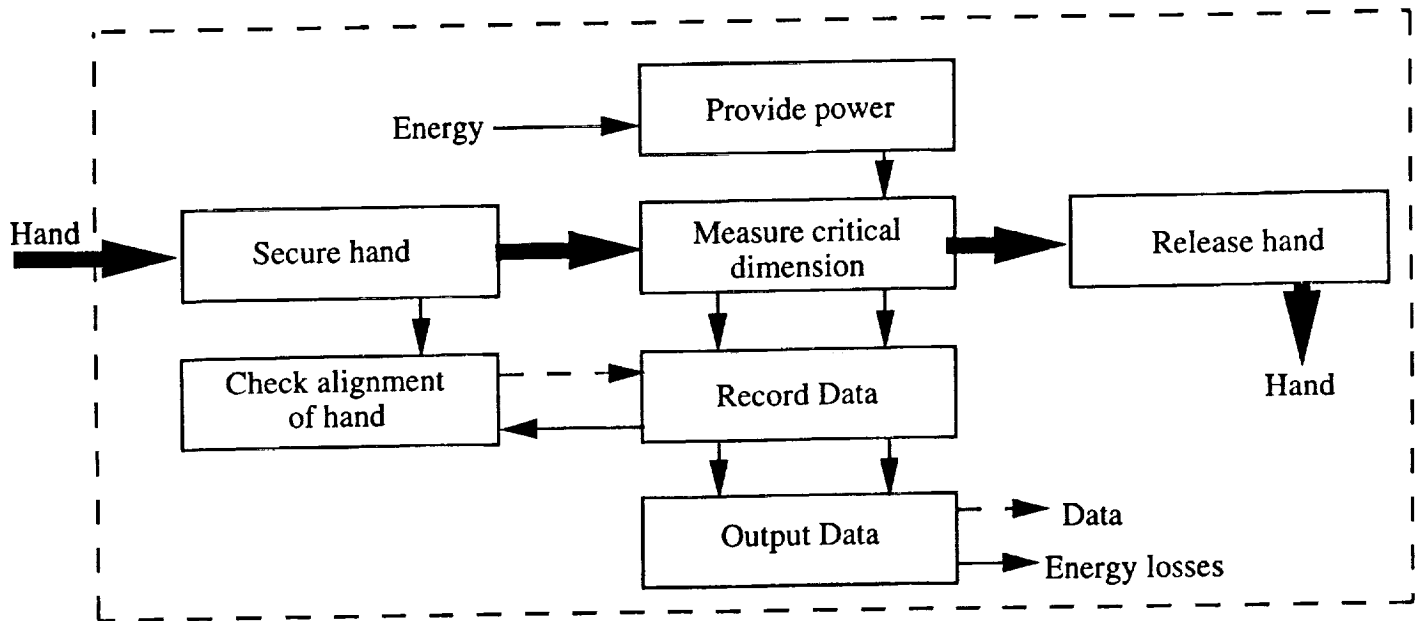 Provide power
Energy
Hand
Secure hand
Measure critical
dimension
Release hand
Check alignment
of hand
Record Data
Hand
Output Data
Data
Energy losses